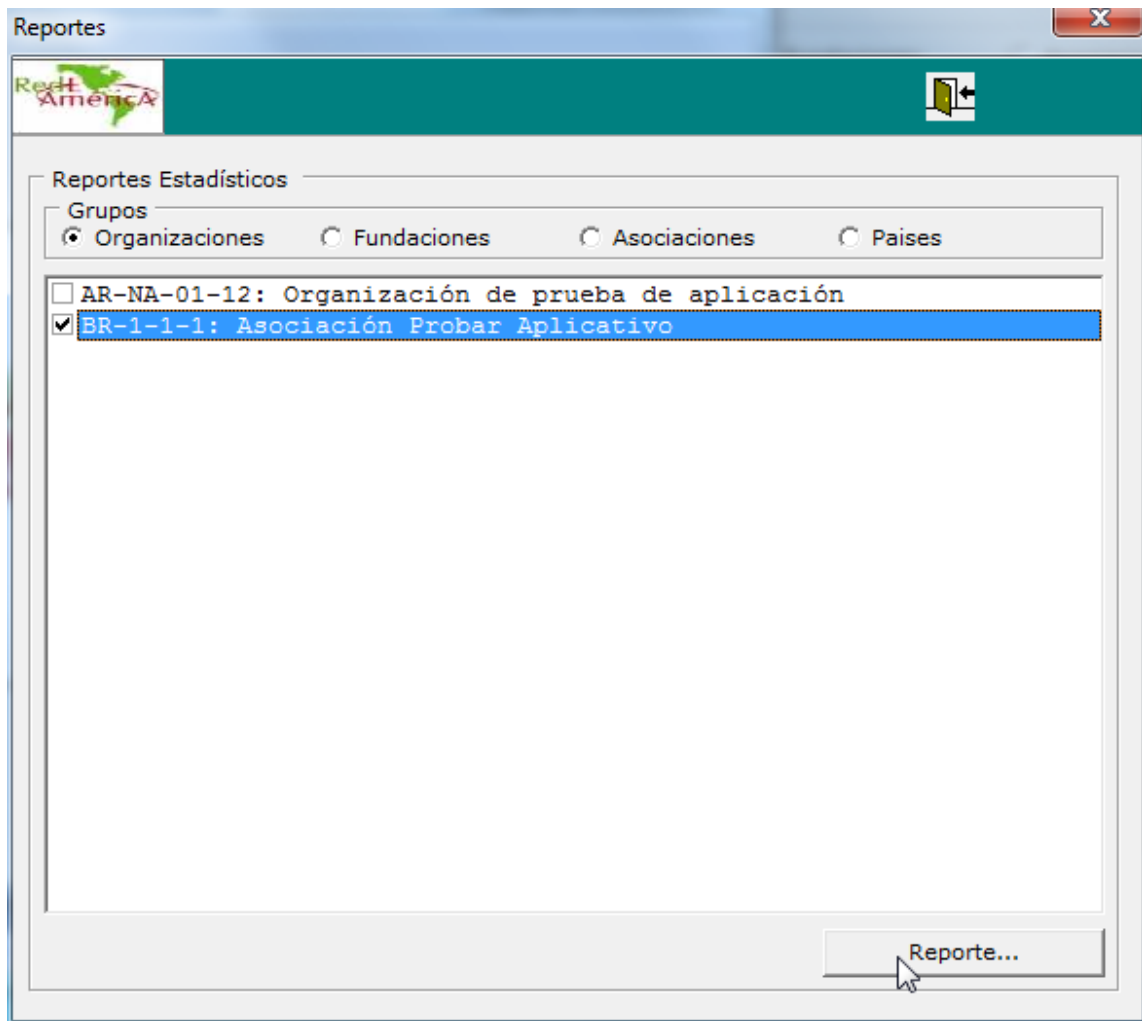 Reportes
RedEAméricA
Reportes Estadísticos
Grupos
Organizaciones Fundaciones Asociaciones Paises
AR-NA-01-12: Organización de prueba de aplicación
BR-1-1-1: Asociación Probar Aplicativo
Reporte...